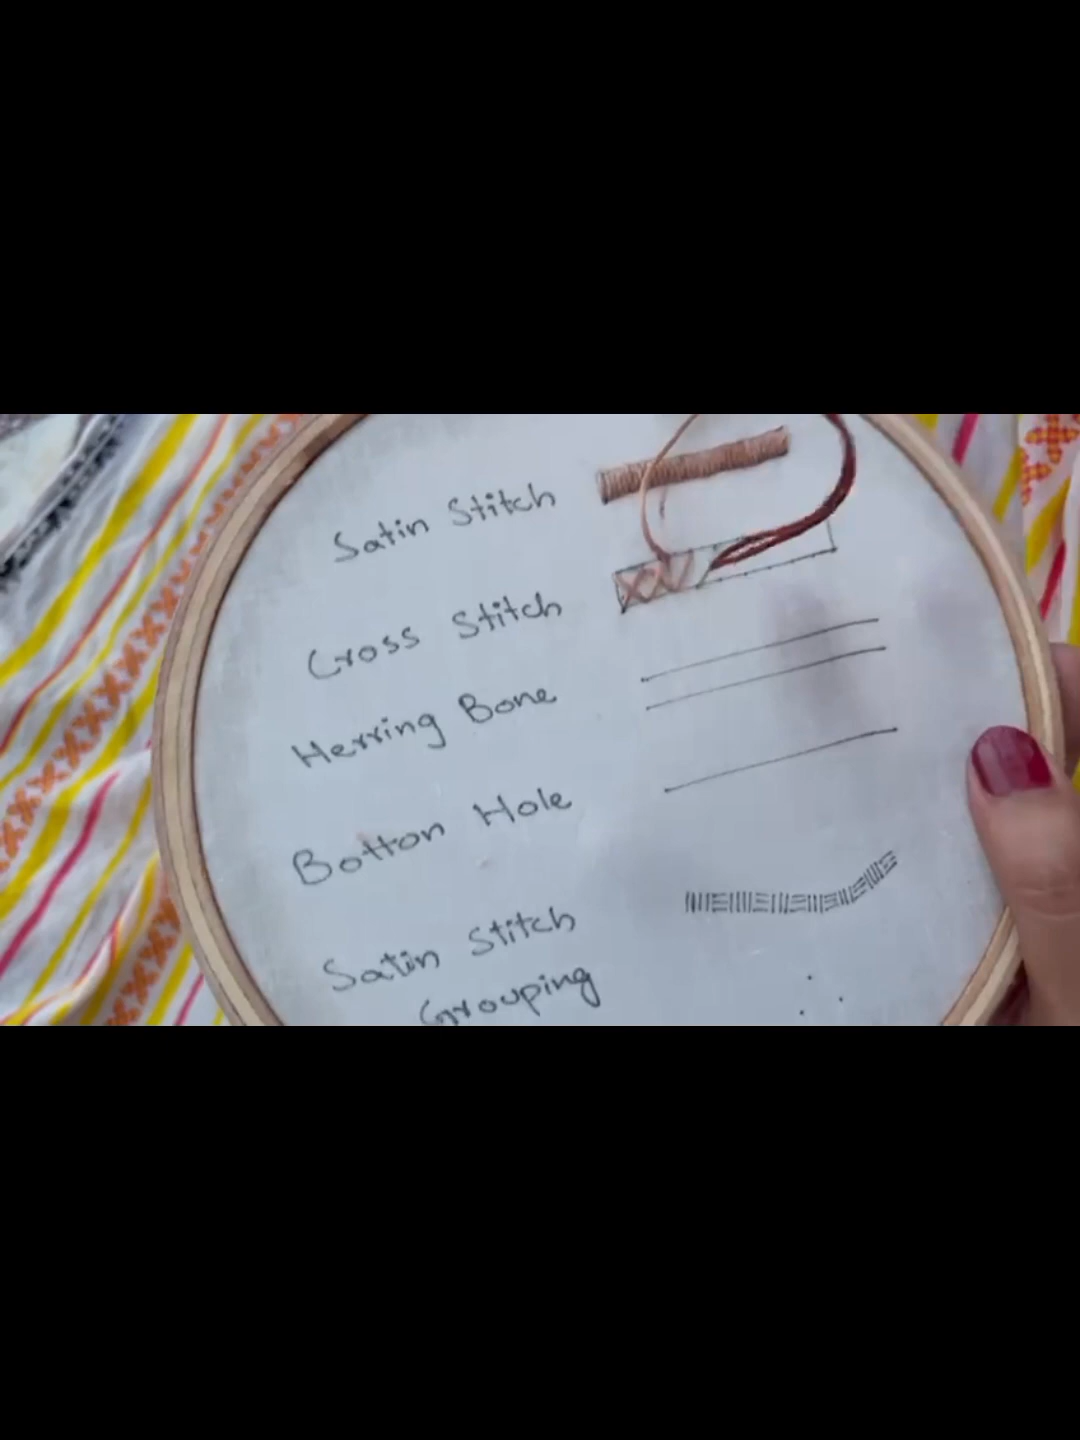 Satin Stitch
Cross Stitch
Herring Bone
Botton Hole
Satin Stitch
Grouping